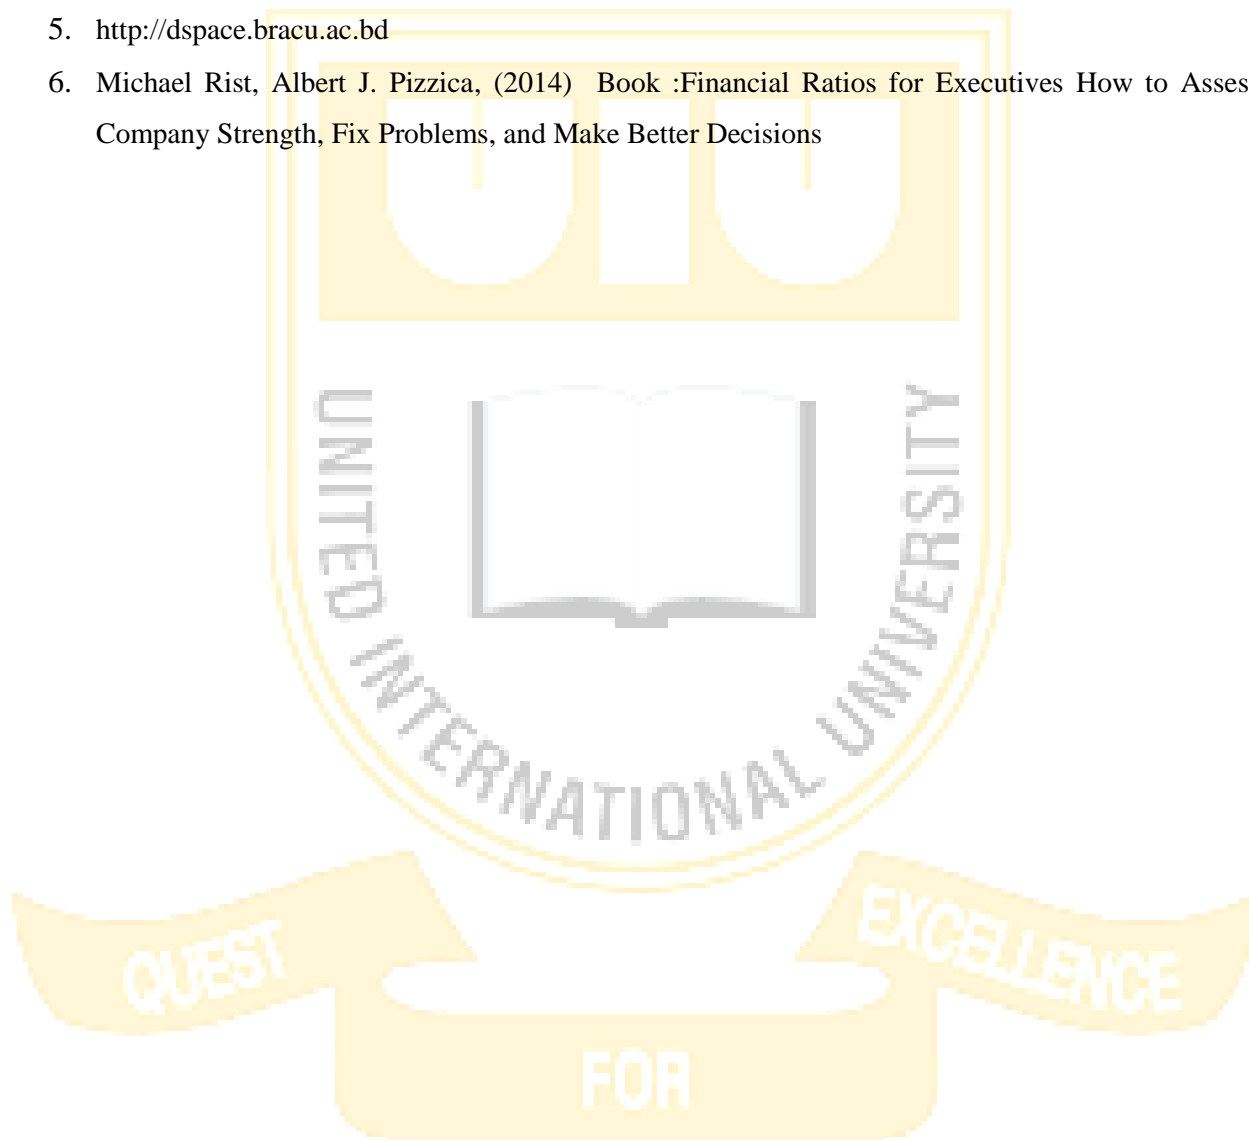 5. http://dspace.bracu.ac.bd
6. Michael Rist, Albert J. Pizzica, (2014) Book :Financial Ratios for Executives How to Asses
Company Strength, Fix Problems, and Make Better Decisions
UIU
UNITED INTERNATIONAL UNIVERSITY
QUEST
FOR
EXCELLENCE